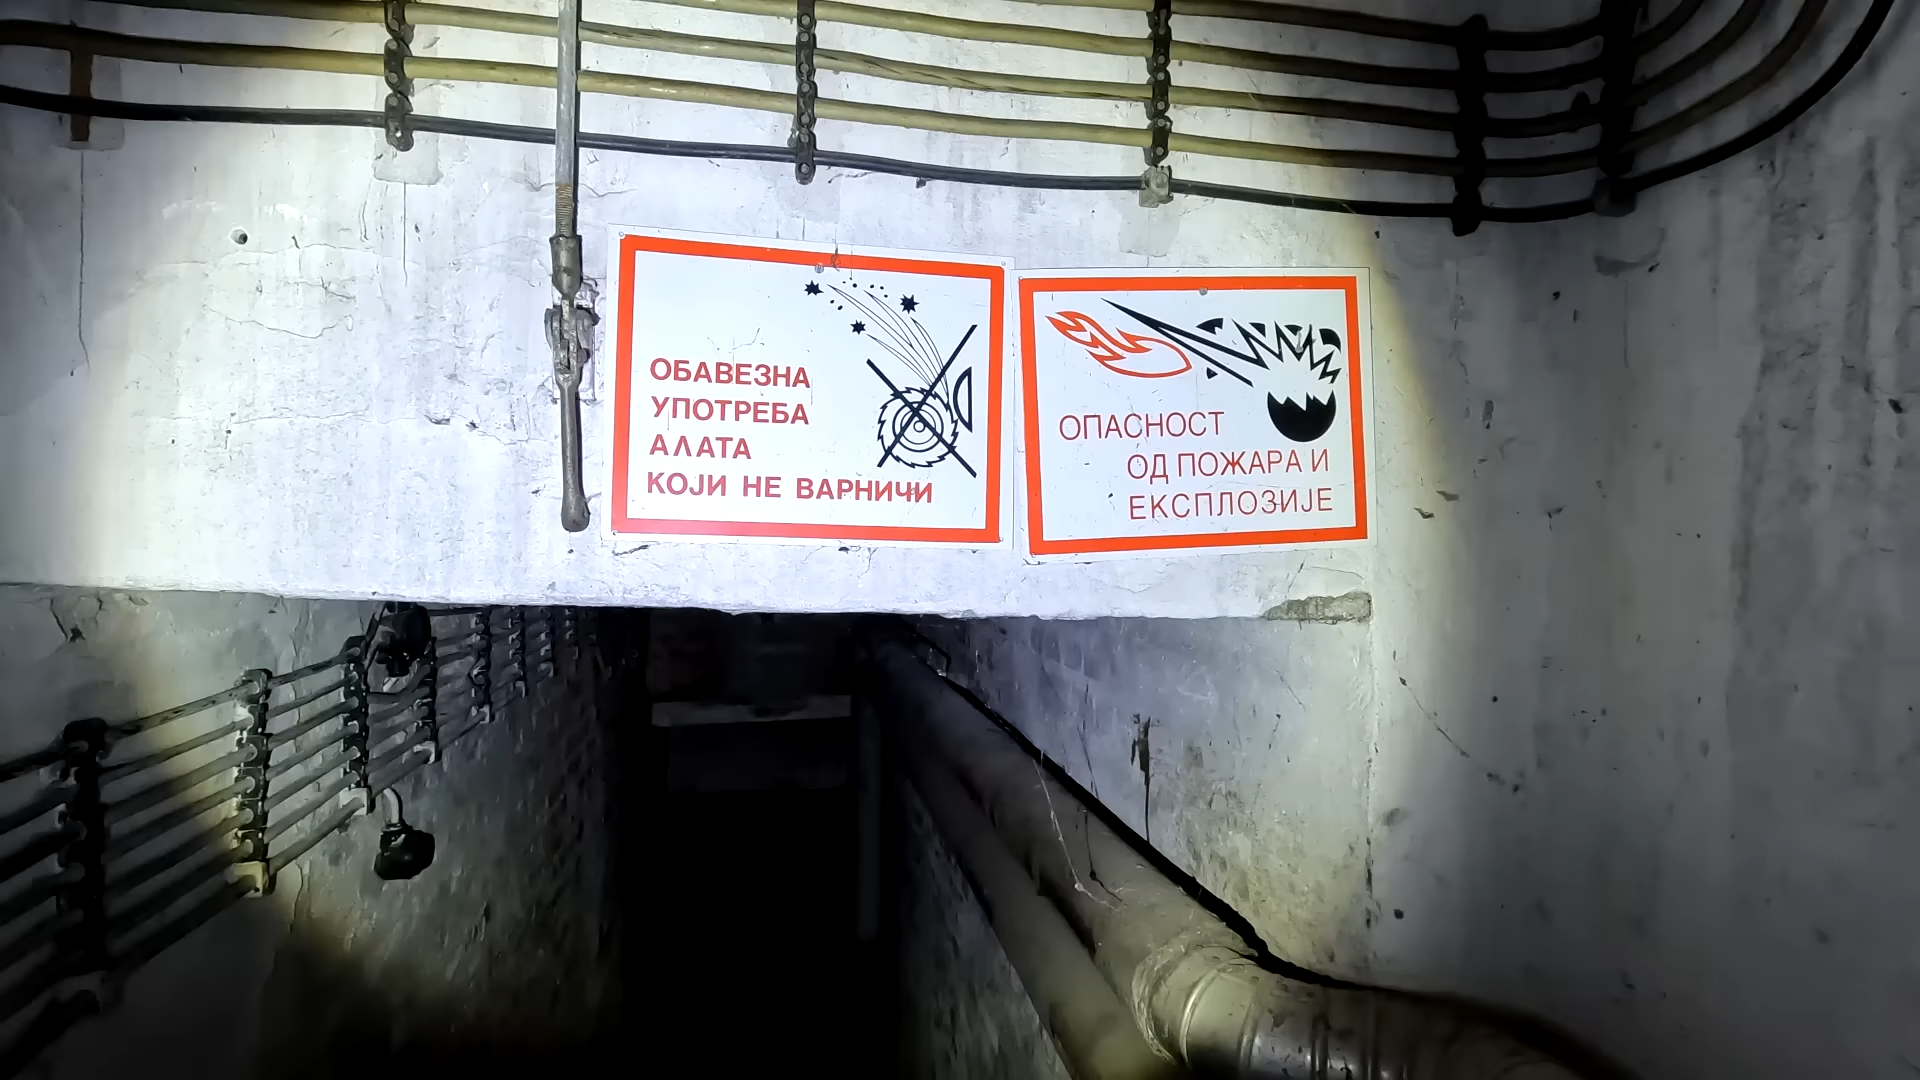 ОБАВЕЗНА
УПОТРЕБА
АЛАТА
КОЈИ НЕ ВАРНИЧИ
ОПАСНОСТ
ОД ПОЖАРА И
ЕКСПЛОЗИЈЕ